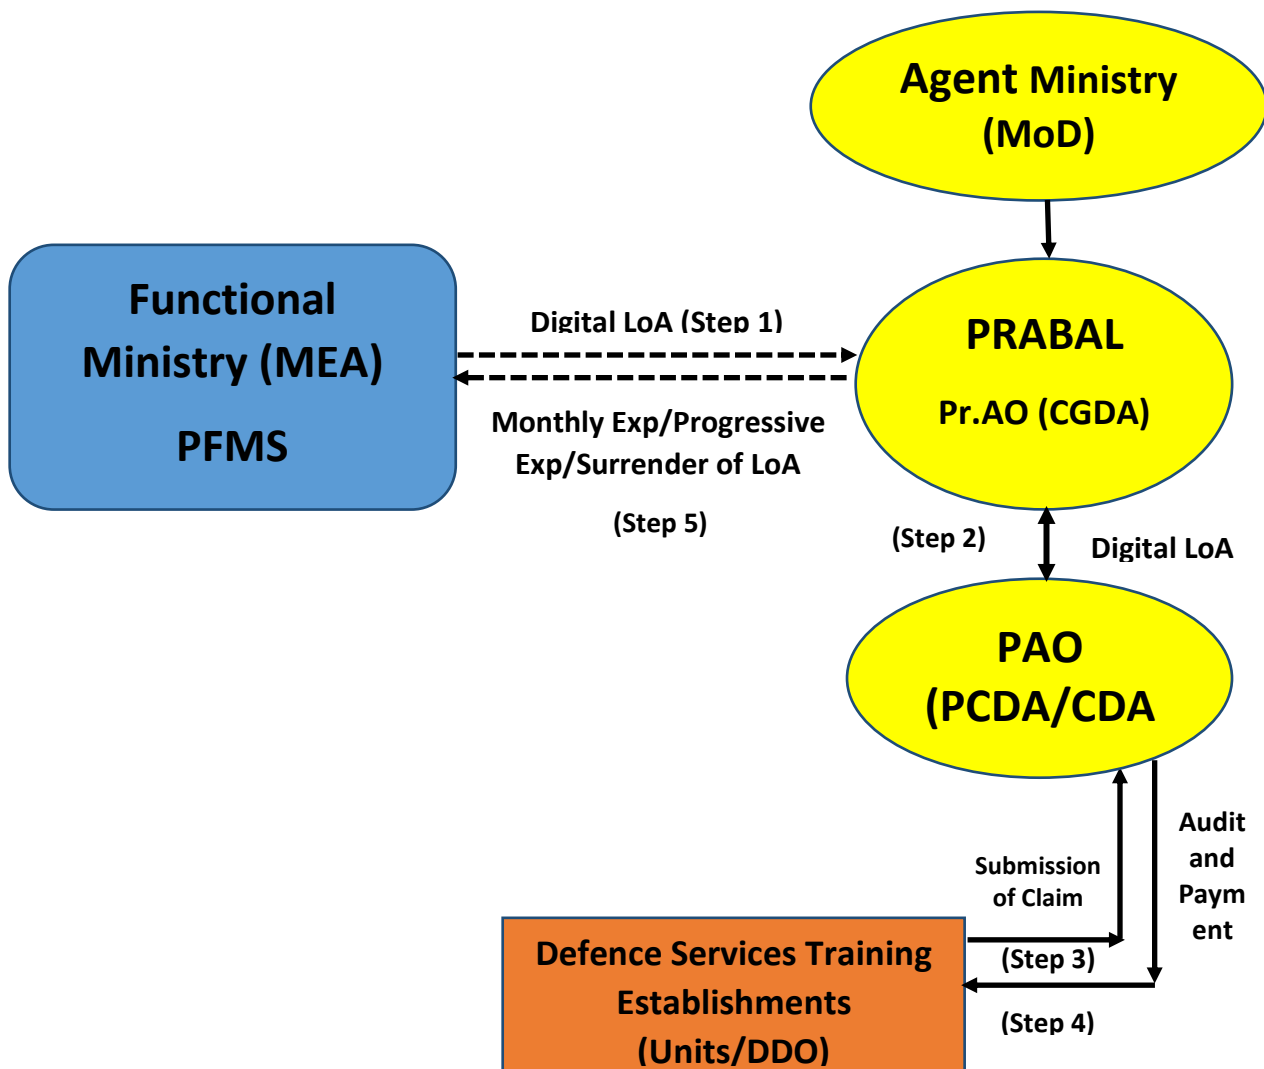 Agent Ministry
(MoD)
Functional
Ministry (MEA)
PFMS
Digital LoA (Step 1)
Monthly Exp/Progressive
Exp/Surrender of LoA
(Step 5)
PRABAL
Pr.AO (CGDA)
(Step 2)
Digital LoA
PAO
(PCDA/CDA
Submission
of Claim
(Step 3)
Audit
and
Paym
ent
(Step 4)
Defence Services Training
Establishments
(Units/DDO)